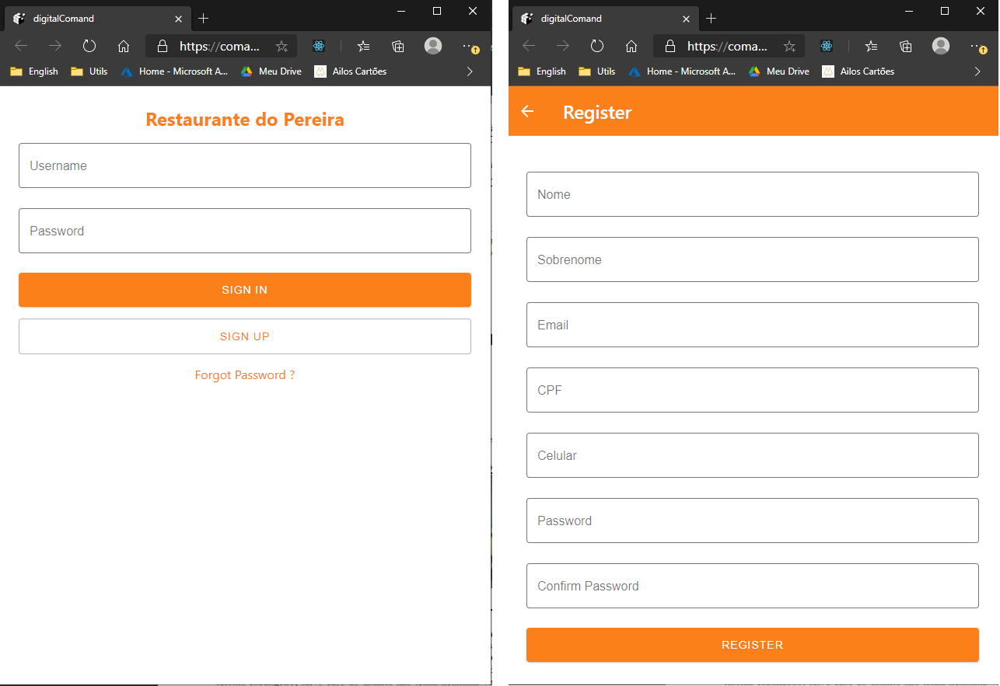 digitalComand
https://coma...
English Utils Home - Microsoft A... Meu Drive Ailos Cartões
Restaurante do Pereira
Username
Password
SIGN IN
SIGN UP
Forgot Password ?
digitalComand
https://coma...
English Utils Home - Microsoft A... Meu Drive Ailos Cartões
Register
Nome
Sobrenome
Email
CPF
Celular
Password
Confirm Password
REGISTER